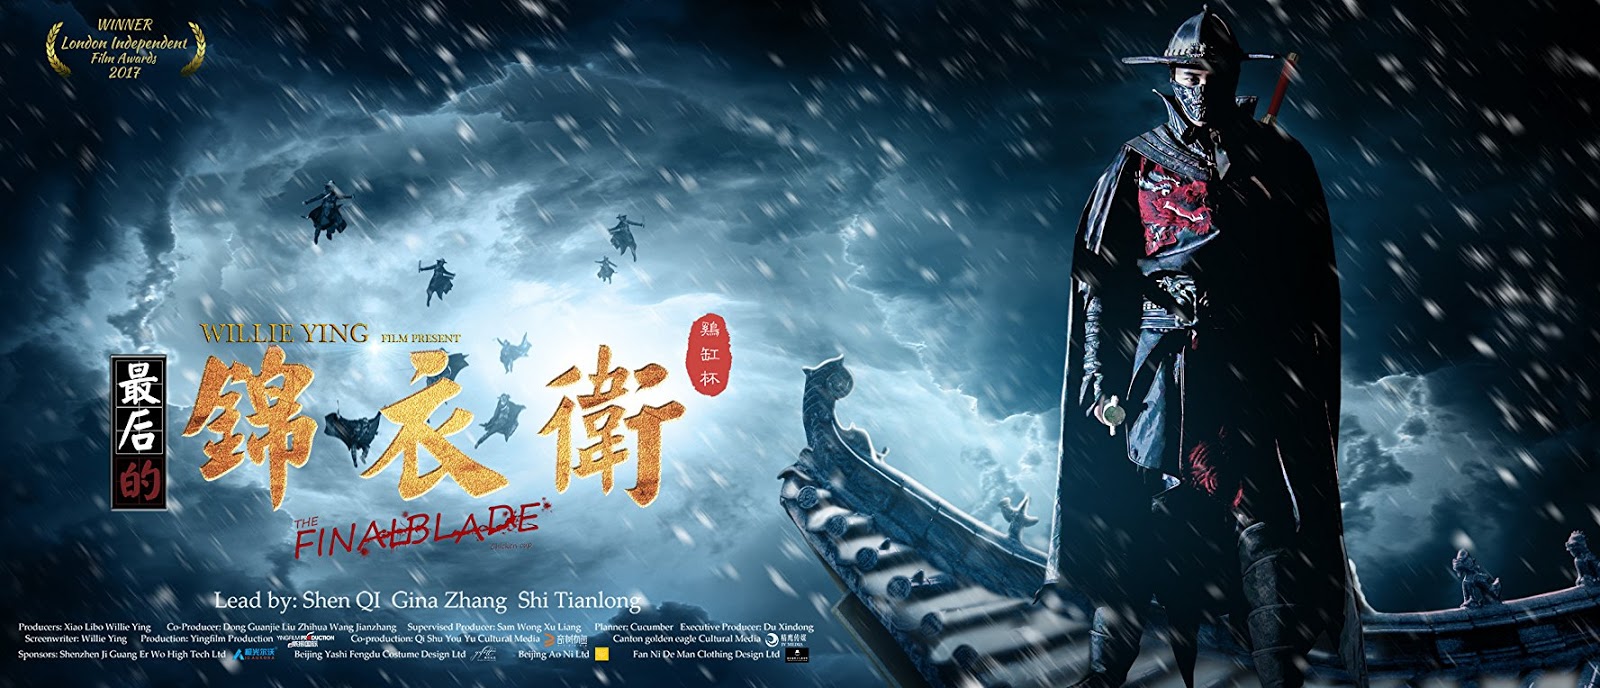 WINNER
London Independent
Film Awards
2017
WILLIE YING FILM PRESENT
最后的
錦衣衛
鷄缸杯
THE
FINALBLADE
chicken cup
Lead by: Shen QI Gina Zhang Shi Tianlong
Producers: Xiao Libo Willie Ying Co-Producer: Dong Guanjie Liu Zhihua Wang Jianzhang Supervised Producer: Sam Wong Xu Liang Planner: Cucumber Executive Producer: Du Xindong
Screenwriter: Willie Ying Production: Yingfilm Production YINGFILM PRODUCTION Co-production: Qi Shu You Yu Cultural Media Canton golden eagle Cultural Media
Sponsors: Shenzhen Ji Guang Er Wo High Tech Ltd Beijing Yashi Fengdu Costume Design Ltd Beijing Ao Ni Ltd Fan Ni De Man Clothing Design Ltd